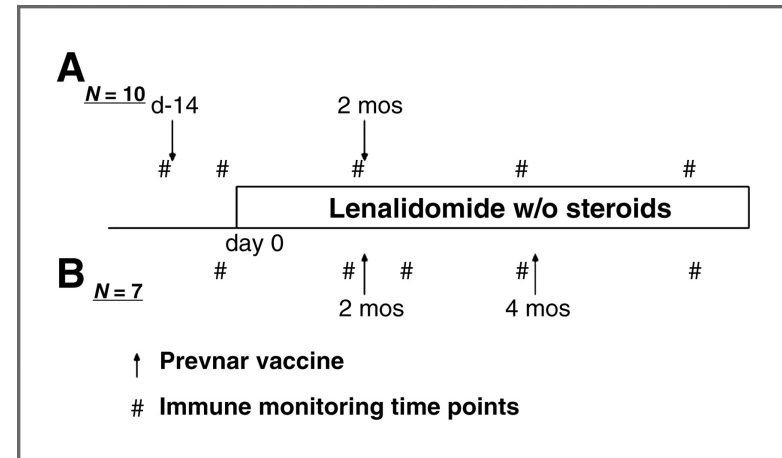 A
N = 10 d-14 2 mos
# # # # #
Lenalidomide w/o steroids
day 0
B # # # # #
N = 7
2 mos 4 mos
Prevnar vaccine
# Immune monitoring time points